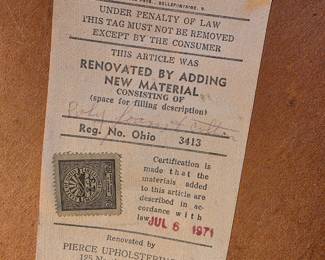 UNDER PENALTY OF LAW
THIS TAG MUST NOT BE REMOVED
EXCEPT BY THE CONSUMER
THIS ARTICLE WAS
RENOVATED BY ADDING
NEW MATERIAL
CONSISTING OF
(space for filling description)
Reg. No. Ohio 3413
Certification is
made that the
materials added
to this article are
described in ac-
cordance with
law.
JUL 6 1971
Renovated by
PIERCE UPHOLSTERING
125